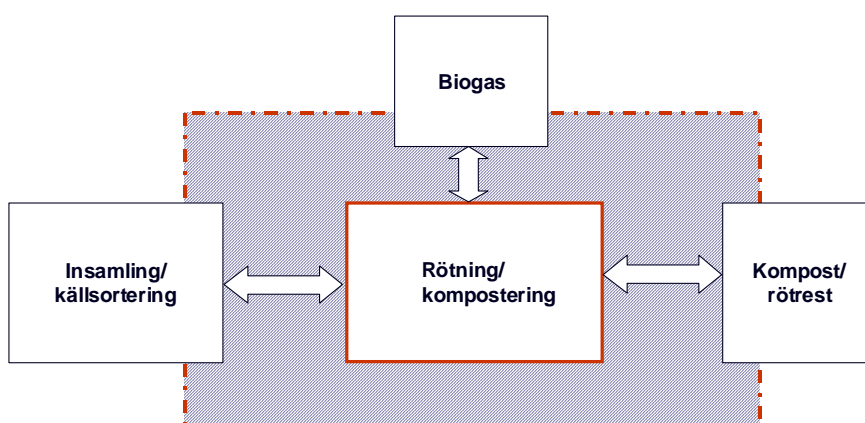 Biogas
Insamling/
källsortering
Rötning/
kompostering
Kompost/
rötrest